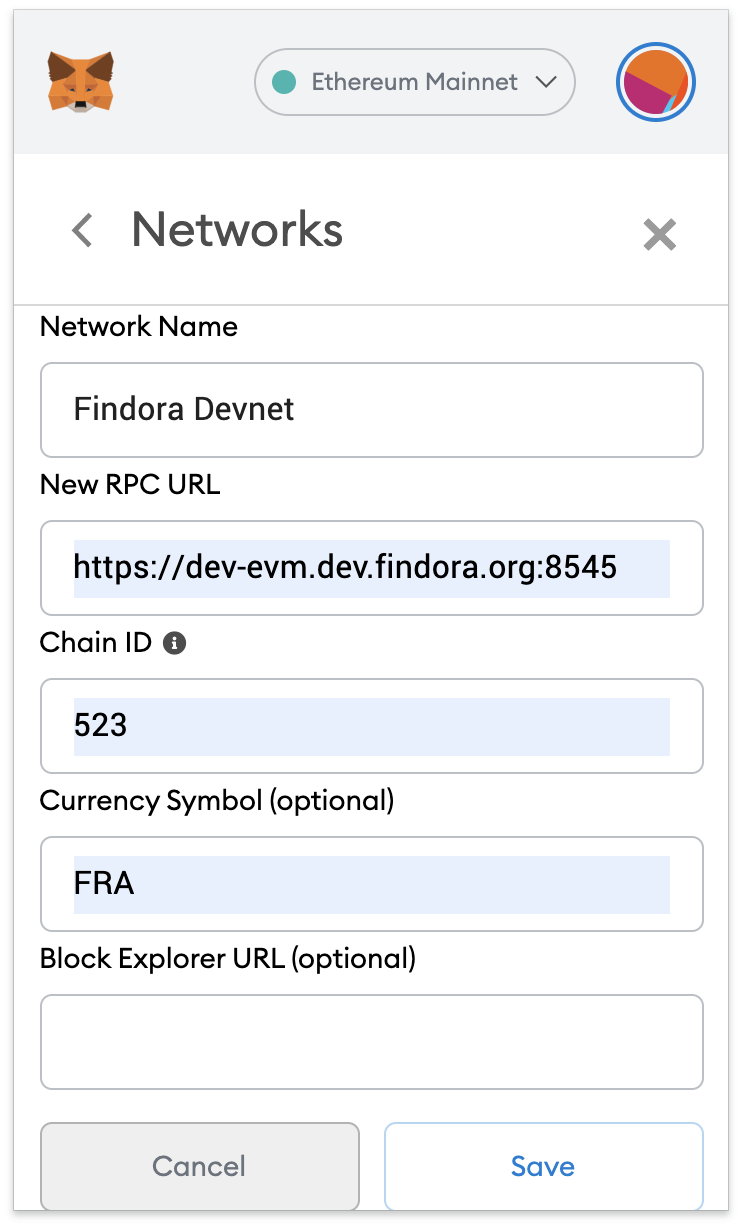 Ethereum Mainnet
Networks
Network Name
Findora Devnet
New RPC URL
https://dev-evm.dev.findora.org:8545
Chain ID
523
Currency Symbol (optional)
FRA
Block Explorer URL (optional)
Cancel
Save